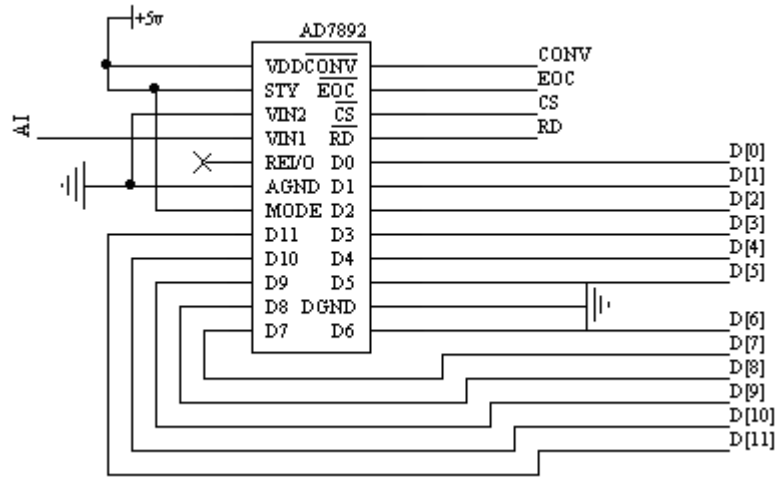 +5v
AD7892
VDD CONV CONV
STY EOC EOC
VIN2 CS CS
AI VIN1 RD RD
REI/O D0 D[0]
AGND D1 D[1]
MODE D2 D[2]
D11 D3 D[3]
D10 D4 D[4]
D9 D5 D[5]
D8 DGND
D7 D6 D[6]
D[7]
D[8]
D[9]
D[10]
D[11]